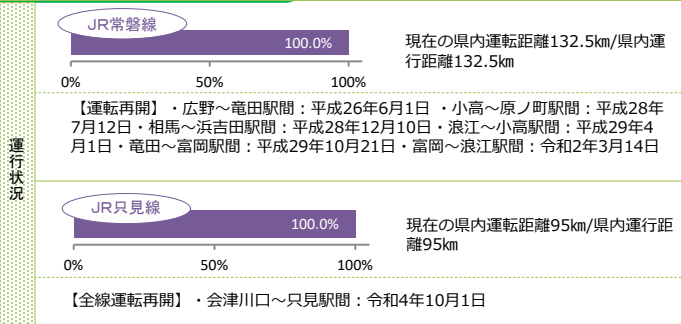 運行状況
JR常磐線
100.0%
0% 50% 100%
現在の県内運転距離132.5㎞/県内運
行距離132.5㎞
【運転再開】・広野～竜田駅間：平成26年6月1日 ・小高～原ノ町駅間：平成28年
7月12日・相馬～浜吉田駅間：平成28年12月10日・浪江～小高駅間：平成29年4
月1日・竜田～富岡駅間：平成29年10月21日・富岡～浪江駅間：令和2年3月14日
JR只見線
100.0%
0% 50% 100%
現在の県内運転距離95㎞/県内運行距
離95㎞
【全線運転再開】・会津川口～只見駅間：令和4年10月1日